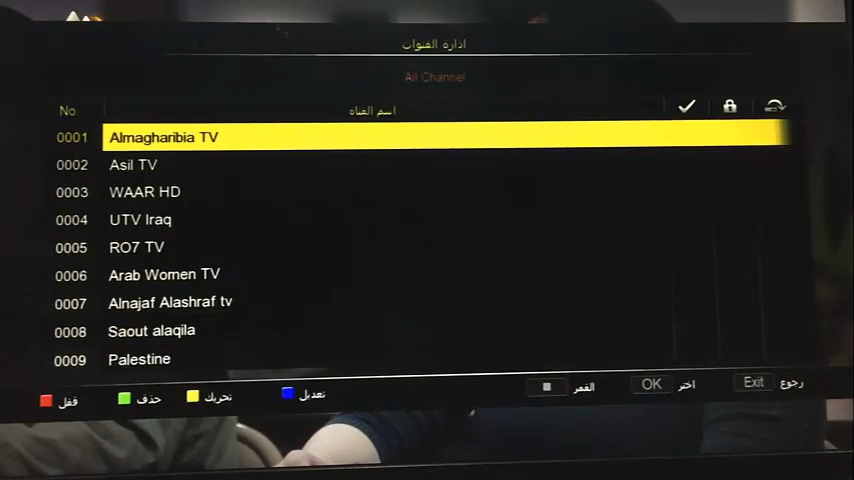 ادارة القنوات
All Channel
No اسم القناه
0001 Almagharibia TV
0002 Asil TV
0003 WAAR HD
0004 UTV Iraq
0005 RO7 TV
0006 Arab Women TV
0007 Alnajaf Alashraf tv
0008 Saout alaqila
0009 Palestine
قفل حذف تحريك تعديل القمر OK اختر Exit رجوع